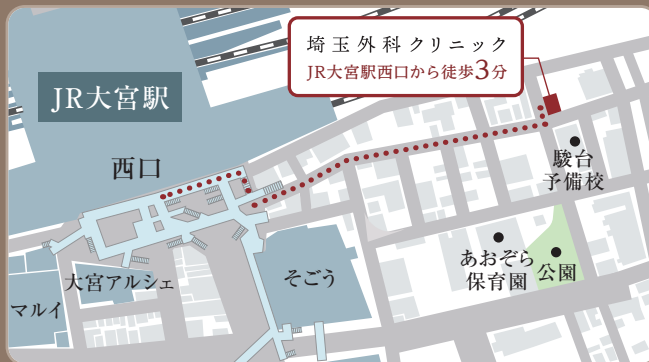 埼玉外科クリニック
JR大宮駅西口から徒歩3分
JR大宮駅
西口
駿台
予備校
大宮アルシェ
そごう
あおぞら
保育園
公園
マルイ